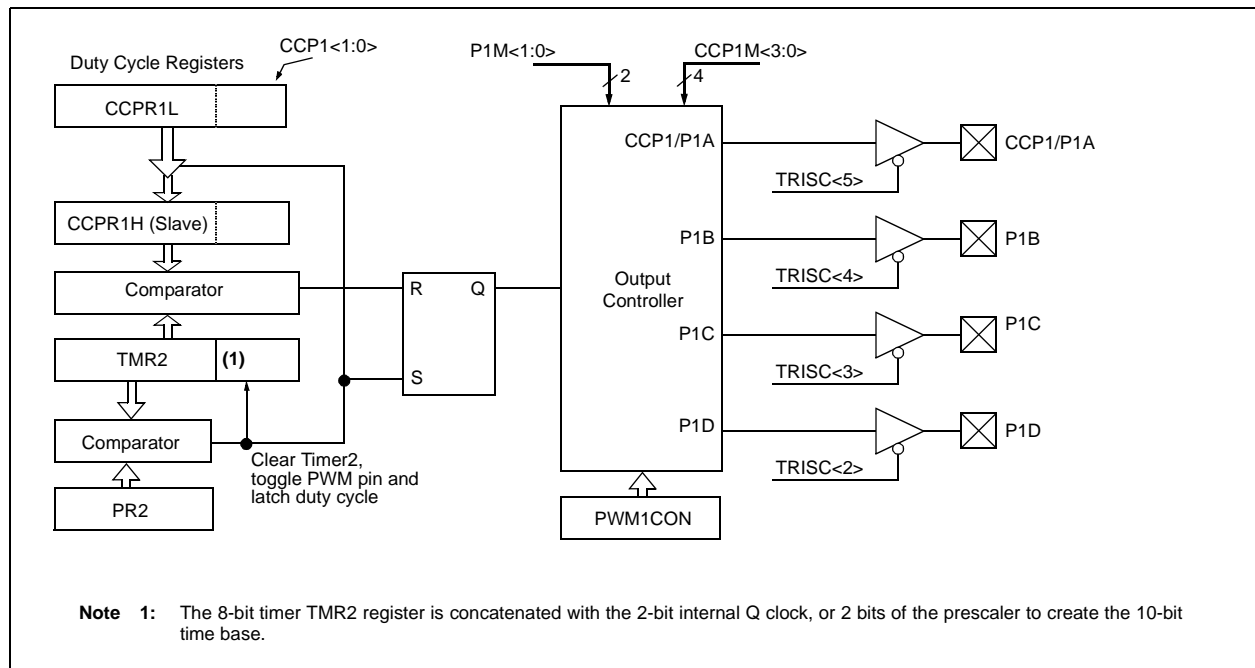 CCP1<1:0>
Duty Cycle Registers
CCPR1L
CCPR1H (Slave)
Comparator
TMR2
(1)
Comparator
PR2
Clear Timer2,
toggle PWM pin and
latch duty cycle
R
Q
S
P1M<1:0>
2
CCP1M<3:0>
4
Output
Controller
CCP1/P1A
P1B
P1C
P1D
PWM1CON
TRISC<5>
CCP1/P1A
TRISC<4>
P1B
TRISC<3>
P1C
TRISC<2>
P1D
Note 1: The 8-bit timer TMR2 register is concatenated with the 2-bit internal Q clock, or 2 bits of the prescaler to create the 10-bit
time base.